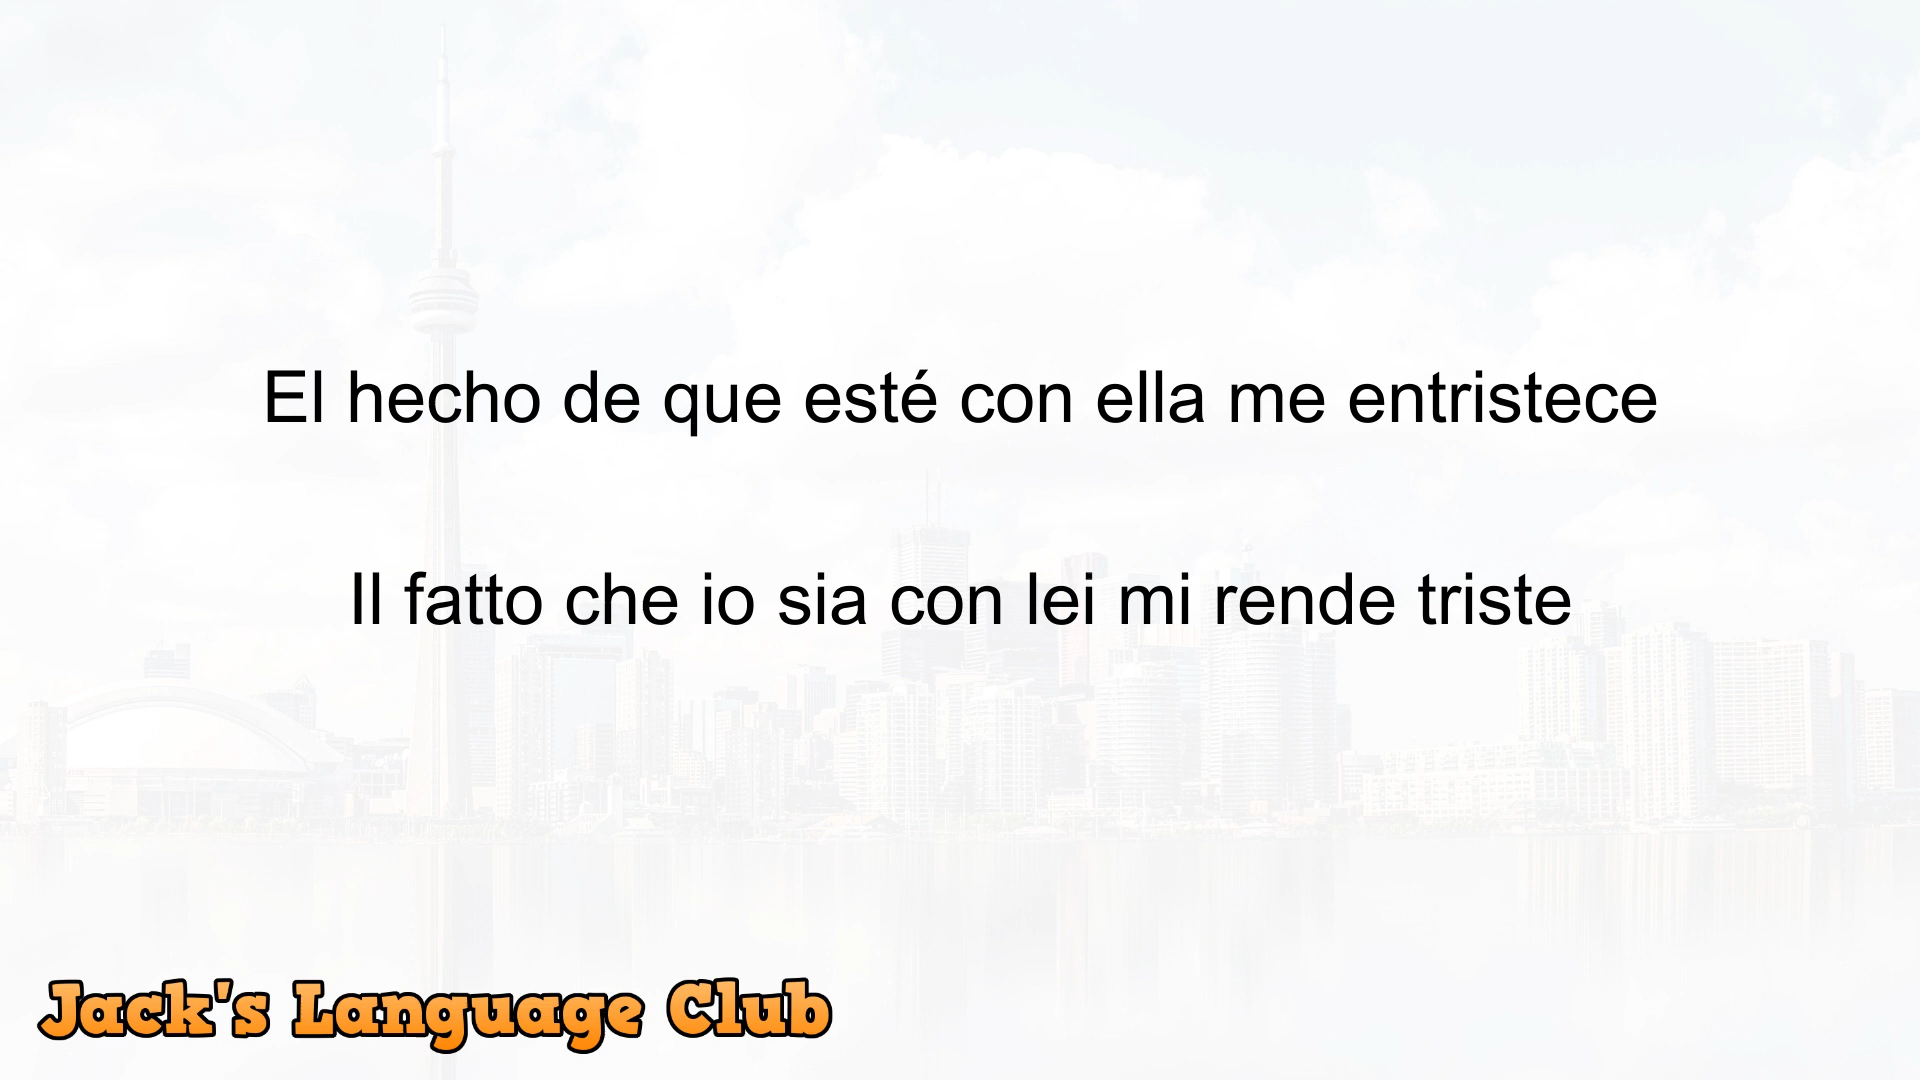 El hecho de que esté con ella me entristece
Il fatto che io sia con lei mi rende triste
Jack's Language Club